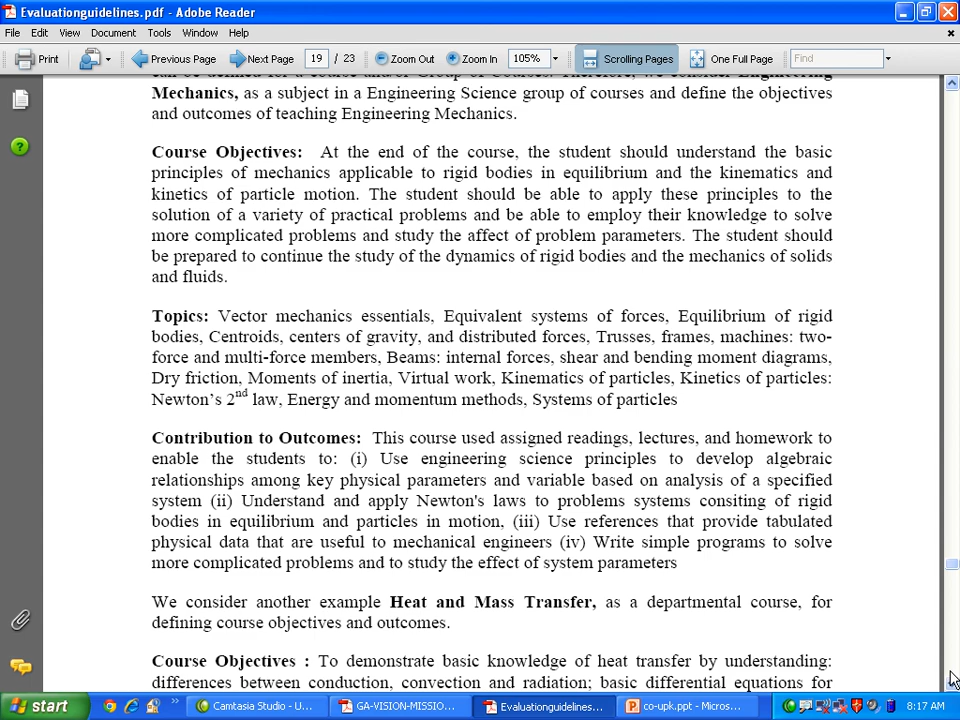 Evaluationguidelines.pdf - Adobe Reader
File Edit View Document Tools Window Help
Print Previous Page Next Page 19 / 23 Zoom Out Zoom In 105% Scrolling Pages One Full Page Find
can be defined for a course and/or Group of Courses. Therefore, we consider Engineering
Mechanics, as a subject in a Engineering Science group of courses and define the objectives
and outcomes of teaching Engineering Mechanics.
Course Objectives: At the end of the course, the student should understand the basic
principles of mechanics applicable to rigid bodies in equilibrium and the kinematics and
kinetics of particle motion. The student should be able to apply these principles to the
solution of a variety of practical problems and be able to employ their knowledge to solve
more complicated problems and study the affect of problem parameters. The student should
be prepared to continue the study of the dynamics of rigid bodies and the mechanics of solids
and fluids.
Topics: Vector mechanics essentials, Equivalent systems of forces, Equilibrium of rigid
bodies, Centroids, centers of gravity, and distributed forces, Trusses, frames, machines: two-
force and multi-force members, Beams: internal forces, shear and bending moment diagrams,
Dry friction, Moments of inertia, Virtual work, Kinematics of particles, Kinetics of particles:
Newton's 2nd law, Energy and momentum methods, Systems of particles
Contribution to Outcomes: This course used assigned readings, lectures, and homework to
enable the students to: (i) Use engineering science principles to develop algebraic
relationships among key physical parameters and variable based on analysis of a specified
system (ii) Understand and apply Newton's laws to problems systems consiting of rigid
bodies in equilibrium and particles in motion, (iii) Use references that provide tabulated
physical data that are useful to mechanical engineers (iv) Write simple programs to solve
more complicated problems and to study the effect of system parameters
We consider another example Heat and Mass Transfer, as a departmental course, for
defining course objectives and outcomes.
Course Objectives : To demonstrate basic knowledge of heat transfer by understanding:
differences between conduction, convection and radiation; basic differential equations for
start Camtasia Studio - U... GA-VISION-MISSIO... Evaluationguidelines.... co-upk.ppt - Micros... 8:17 AM